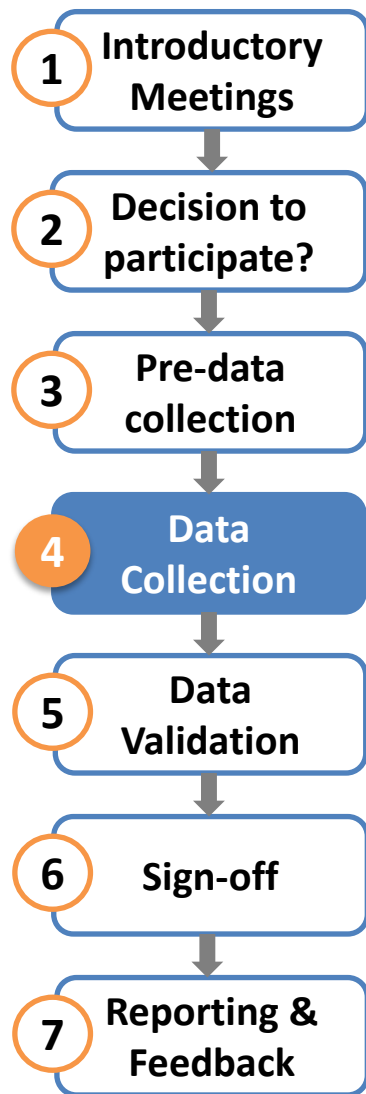 1
Introductory
Meetings
2
Decision to
participate?
3
Pre-data
collection
4
Data
Collection
5
Data
Validation
6
Sign-off
7
Reporting &
Feedback